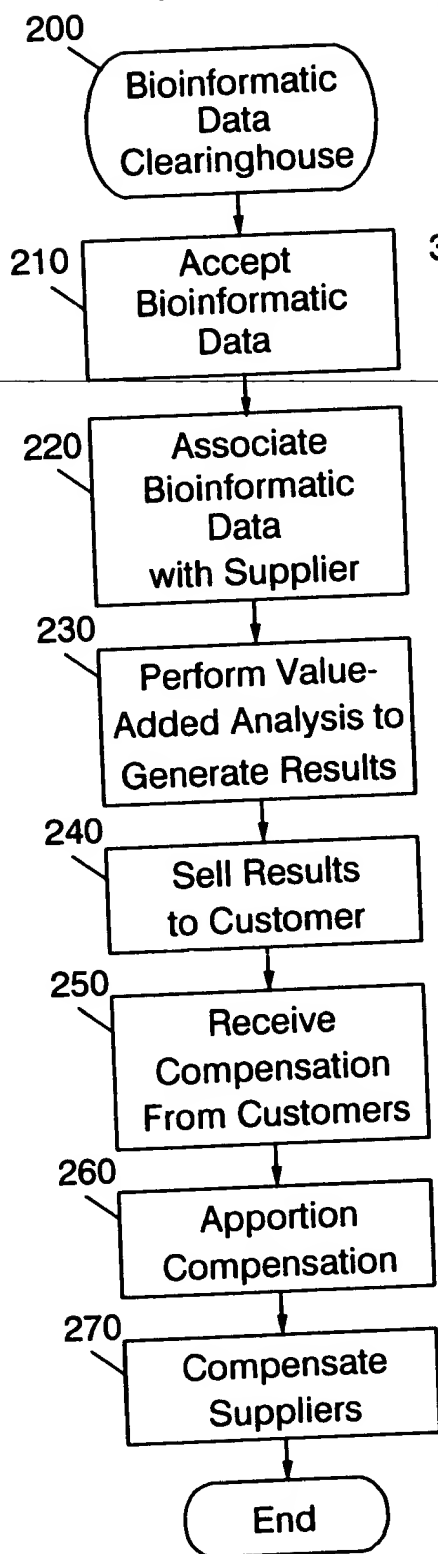 200
Bioinformatic
Data
Clearinghouse
210
Accept
Bioinformatic
Data
3
220
Associate
Bioinformatic
Data
with Supplier
230
Perform Value-
Added Analysis to
Generate Results
240
Sell Results
to Customer
250
Receive
Compensation
From Customers
260
Apportion
Compensation
270
Compensate
Suppliers
End